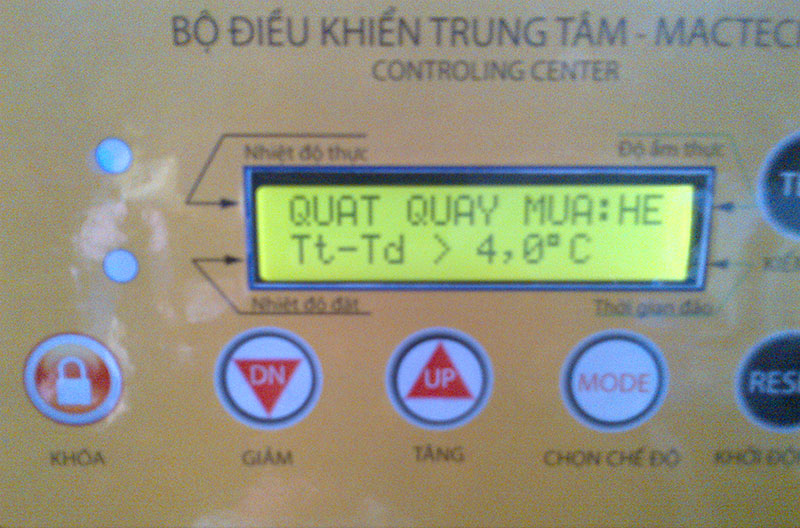 BỘ ĐIỀU KHIỂN TRUNG TÂM - MACTECH
CONTROLING CENTER
Nhiệt độ thực
Độ ẩm thực
QUAT QUAY MUA:HE
Tt-Td > 4,0°C
Nhiệt độ đặt
Thời gian đảo
DN
UP
MODE
KHÓA
GIẢM
TĂNG
CHỌN CHẾ ĐỘ